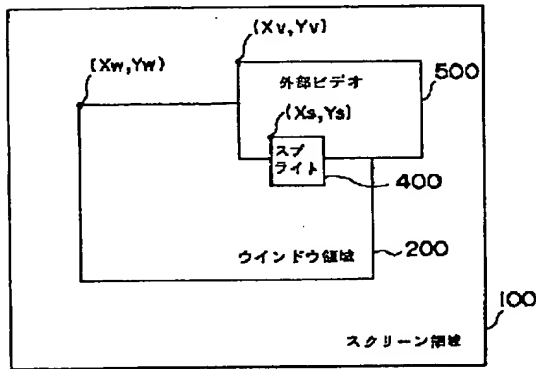 (Xv,Yv)
(Xw,Yw)
500
外部ビデオ
(Xs,Ys)
スプ
ライト
400
ウインドウ領域
200
100
スクリーン領域